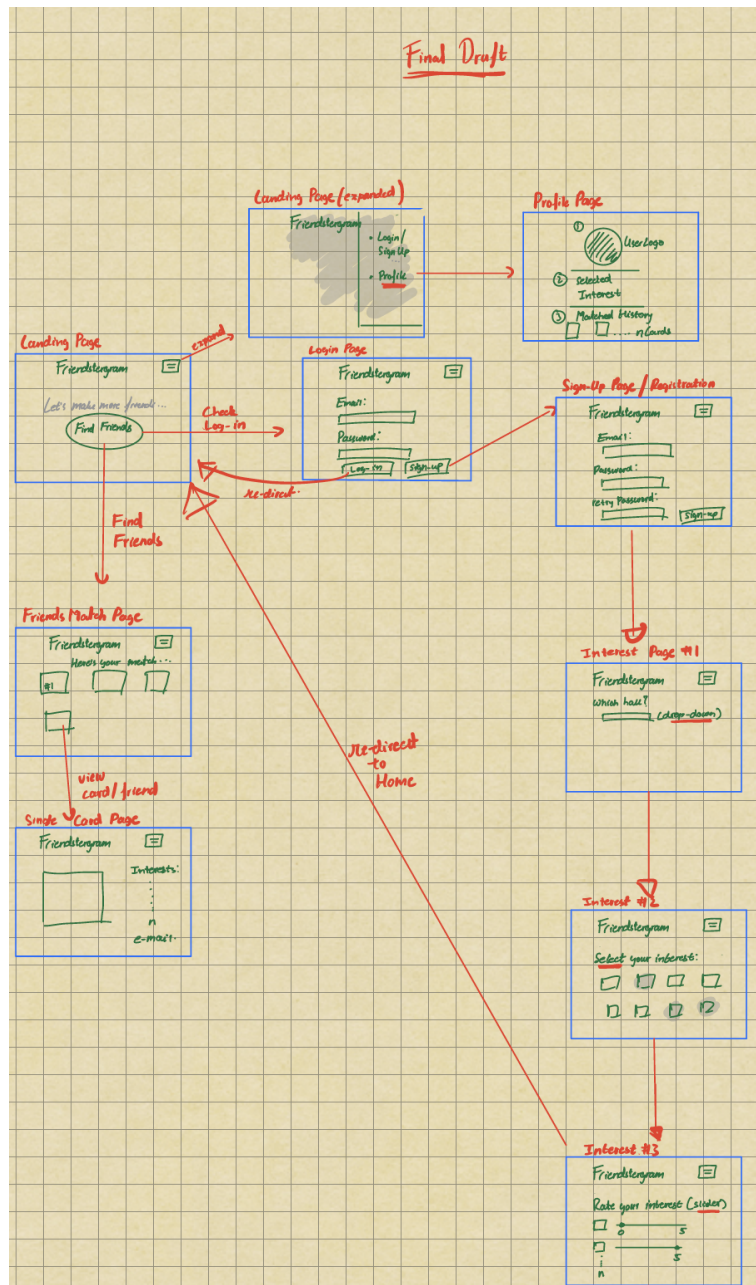 Final Draft
Landing Page (expanded)
Friendstergram
• Login/
Sign Up
• Profile
Profile Page
①
UserLogo
② Selected
Interest
③ Matched History
.... n Cards
Landing Page
expand
Friendstergram
Let's make more friends...
Find Friends
Check
Log-in
Find
Friends
Login Page
Friendstergram
Email:
Password:
Log-in
Sign-up
re-direct.
Sign-Up Page / Registration
Friendstergram
Email:
Password:
retry Password:
Sign-up
Friends Match Page
Friendstergram
Here's your match...
#1
view
card/friend
Single Card Page
Friendstergram
Interests:
n
e-mail.
Re-direct
to
Home
Interest Page #1
Friendstergram
Which hall?
(drop-down)
Interest #2
Friendstergram
Select your interest:
Interest #3
Friendstergram
Rate your interest (slider)
0 5
5
n